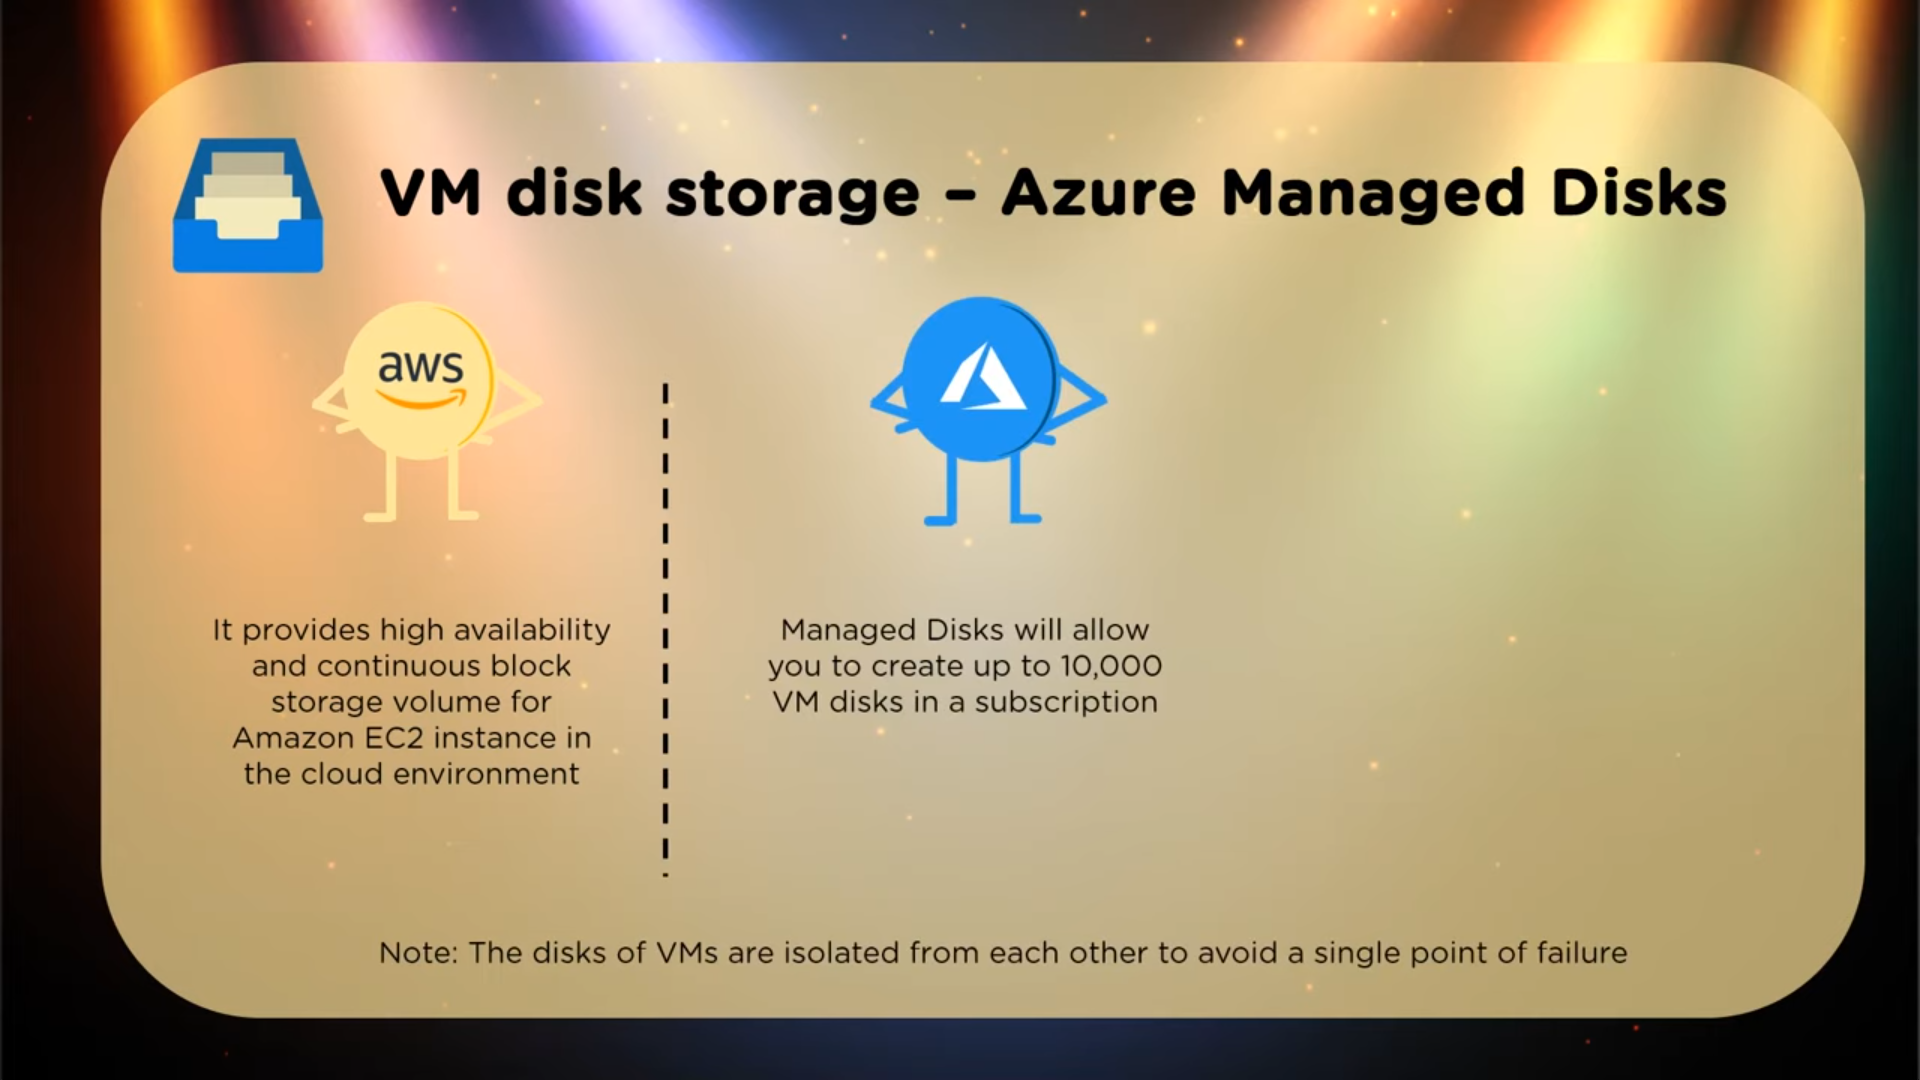 VM disk storage – Azure Managed Disks
aws
It provides high availability
and continuous block
storage volume for
Amazon EC2 instance in
the cloud environment
Managed Disks will allow
you to create up to 10,000
VM disks in a subscription
Note: The disks of VMs are isolated from each other to avoid a single point of failure